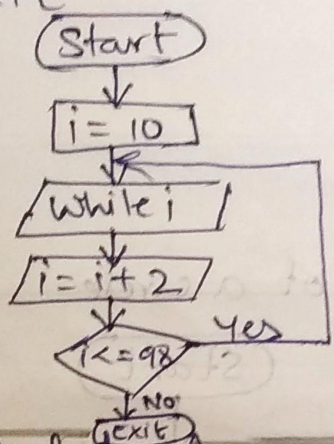 Start
i = 10
while i
i = i + 2
i <= 98
Yes
No
Exit